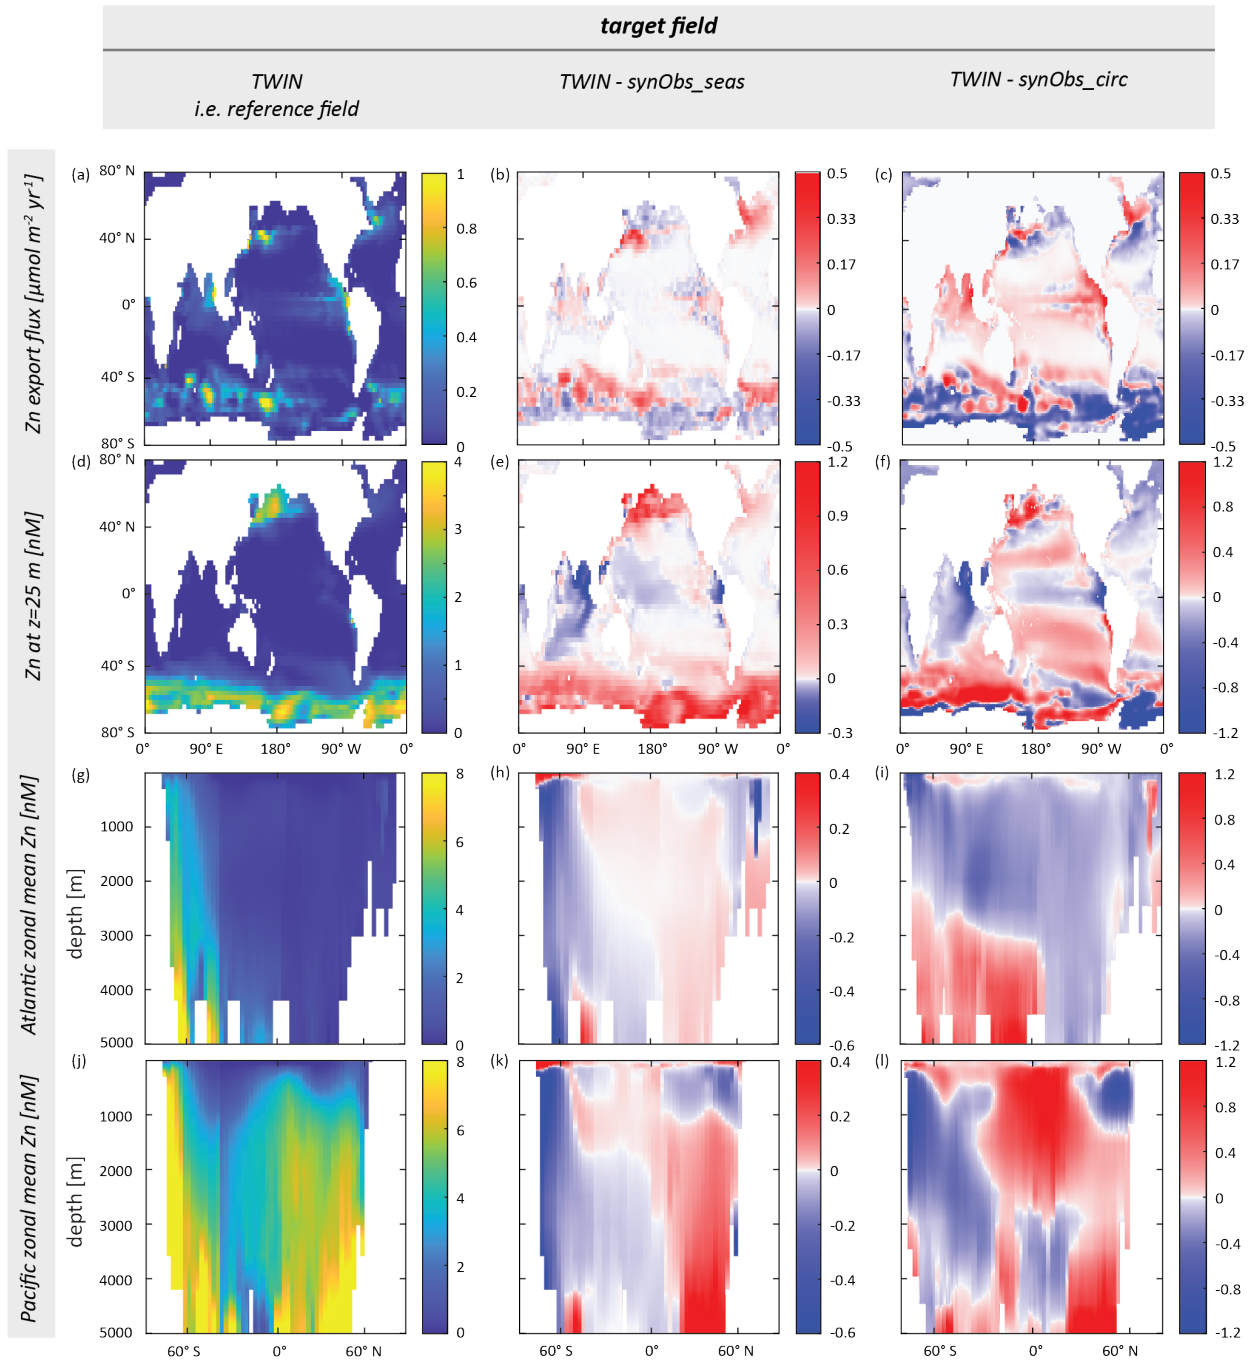 target field
TWIN
i.e. reference field
TWIN - synObs_seas
TWIN - synObs_circ
Zn export flux [µmol m-2 yr-1]
(a)
80° N
40° N
0°
40° S
80° S
1
0.8
0.6
0.4
0.2
0
(b)
0.5
0.33
0.17
0
-0.17
-0.33
-0.5
(c)
0.5
0.33
0.17
0
-0.17
-0.33
-0.5
Zn at z=25 m [nM]
(d)
80° N
40° N
0°
40° S
80° S
0° 90° E 180° 90° W 0°
4
3
2
1
0
(e)
0° 90° E 180° 90° W 0°
1.2
0.9
0.6
0.3
0
-0.3
(f)
0° 90° E 180° 90° W 0°
1.2
0.8
0.4
0
-0.4
-0.8
-1.2
Atlantic zonal mean Zn [nM]
depth [m]
(g)
1000
2000
3000
4000
5000
8
6
4
2
0
(h)
0.4
0.2
0
-0.2
-0.4
-0.6
(i)
1.2
0.8
0.4
0
-0.4
-0.8
-1.2
Pacific zonal mean Zn [nM]
depth [m]
(j)
1000
2000
3000
4000
5000
60° S 0° 60° N
8
6
4
2
0
(k)
60° S 0° 60° N
0.4
0.2
0
-0.2
-0.4
-0.6
(l)
60° S 0° 60° N
1.2
0.8
0.4
0
-0.4
-0.8
-1.2